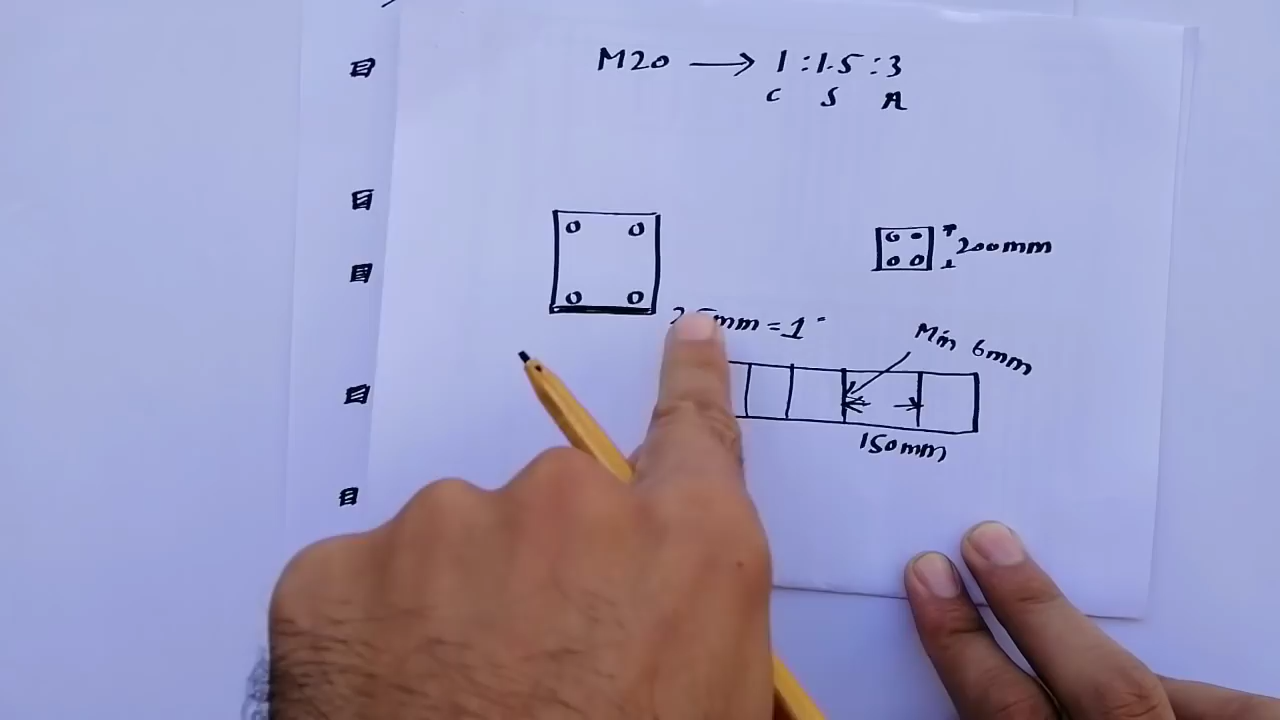 M20 → 1 : 1.5 : 3
C S A
200mm
mm = 1"
Min 6mm
150mm